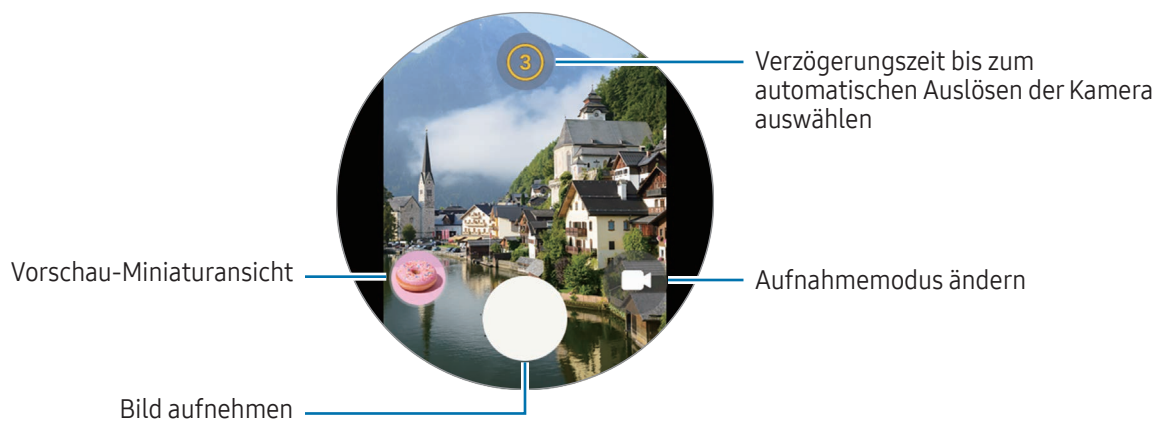 3
Verzögerungszeit bis zum
automatischen Auslösen der Kamera
auswählen
Vorschau-Miniaturansicht
Aufnahmemodus ändern
Bild aufnehmen